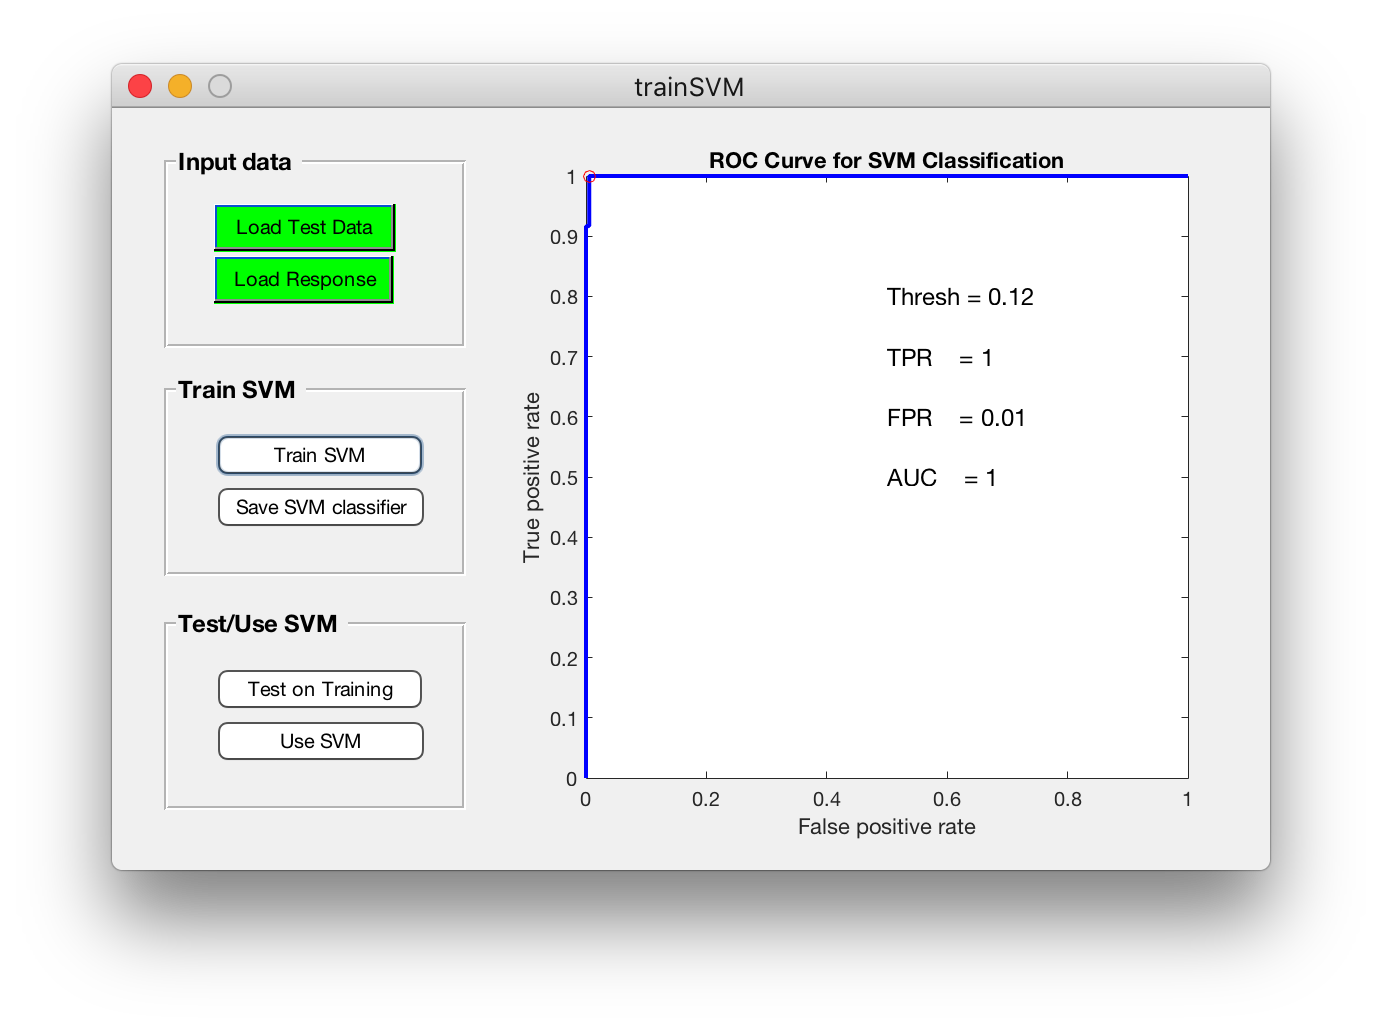 trainSVM
Input data
Load Test Data
Load Response
Train SVM
Train SVM
Save SVM classifier
Test/Use SVM
Test on Training
Use SVM
ROC Curve for SVM Classification
True positive rate
1
0.9
0.8
0.7
0.6
0.5
0.4
0.3
0.2
0.1
0
Thresh = 0.12
TPR = 1
FPR = 0.01
AUC = 1
0 0.2 0.4 0.6 0.8 1
False positive rate